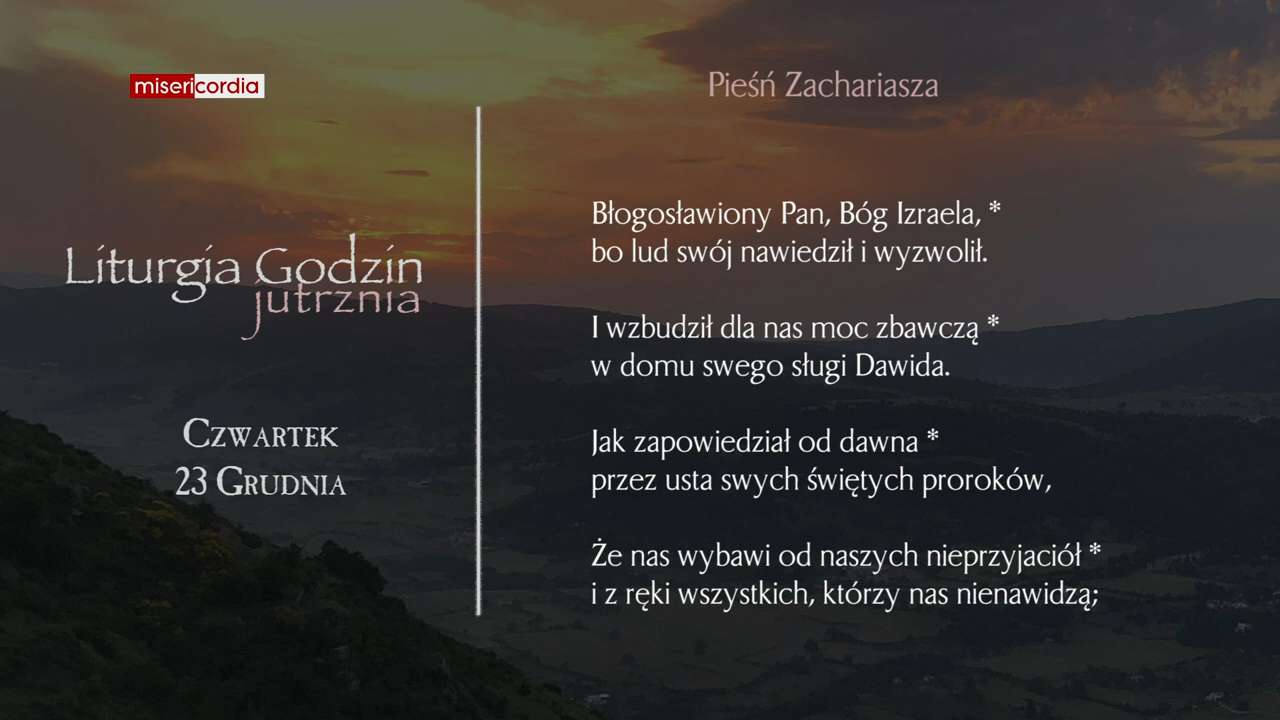 misericordia
Liturgia Godzin
jutrznia
Czwartek
23 Grudnia
Pieśń Zachariasza
Błogosławiony Pan, Bóg Izraela, *
bo lud swój nawiedził i wyzwolił.
I wzbudził dla nas moc zbawczą *
w domu swego sługi Dawida.
Jak zapowiedział od dawna *
przez usta swych świętych proroków,
Że nas wybawi od naszych nieprzyjaciół *
i z ręki wszystkich, którzy nas nienawidzą;